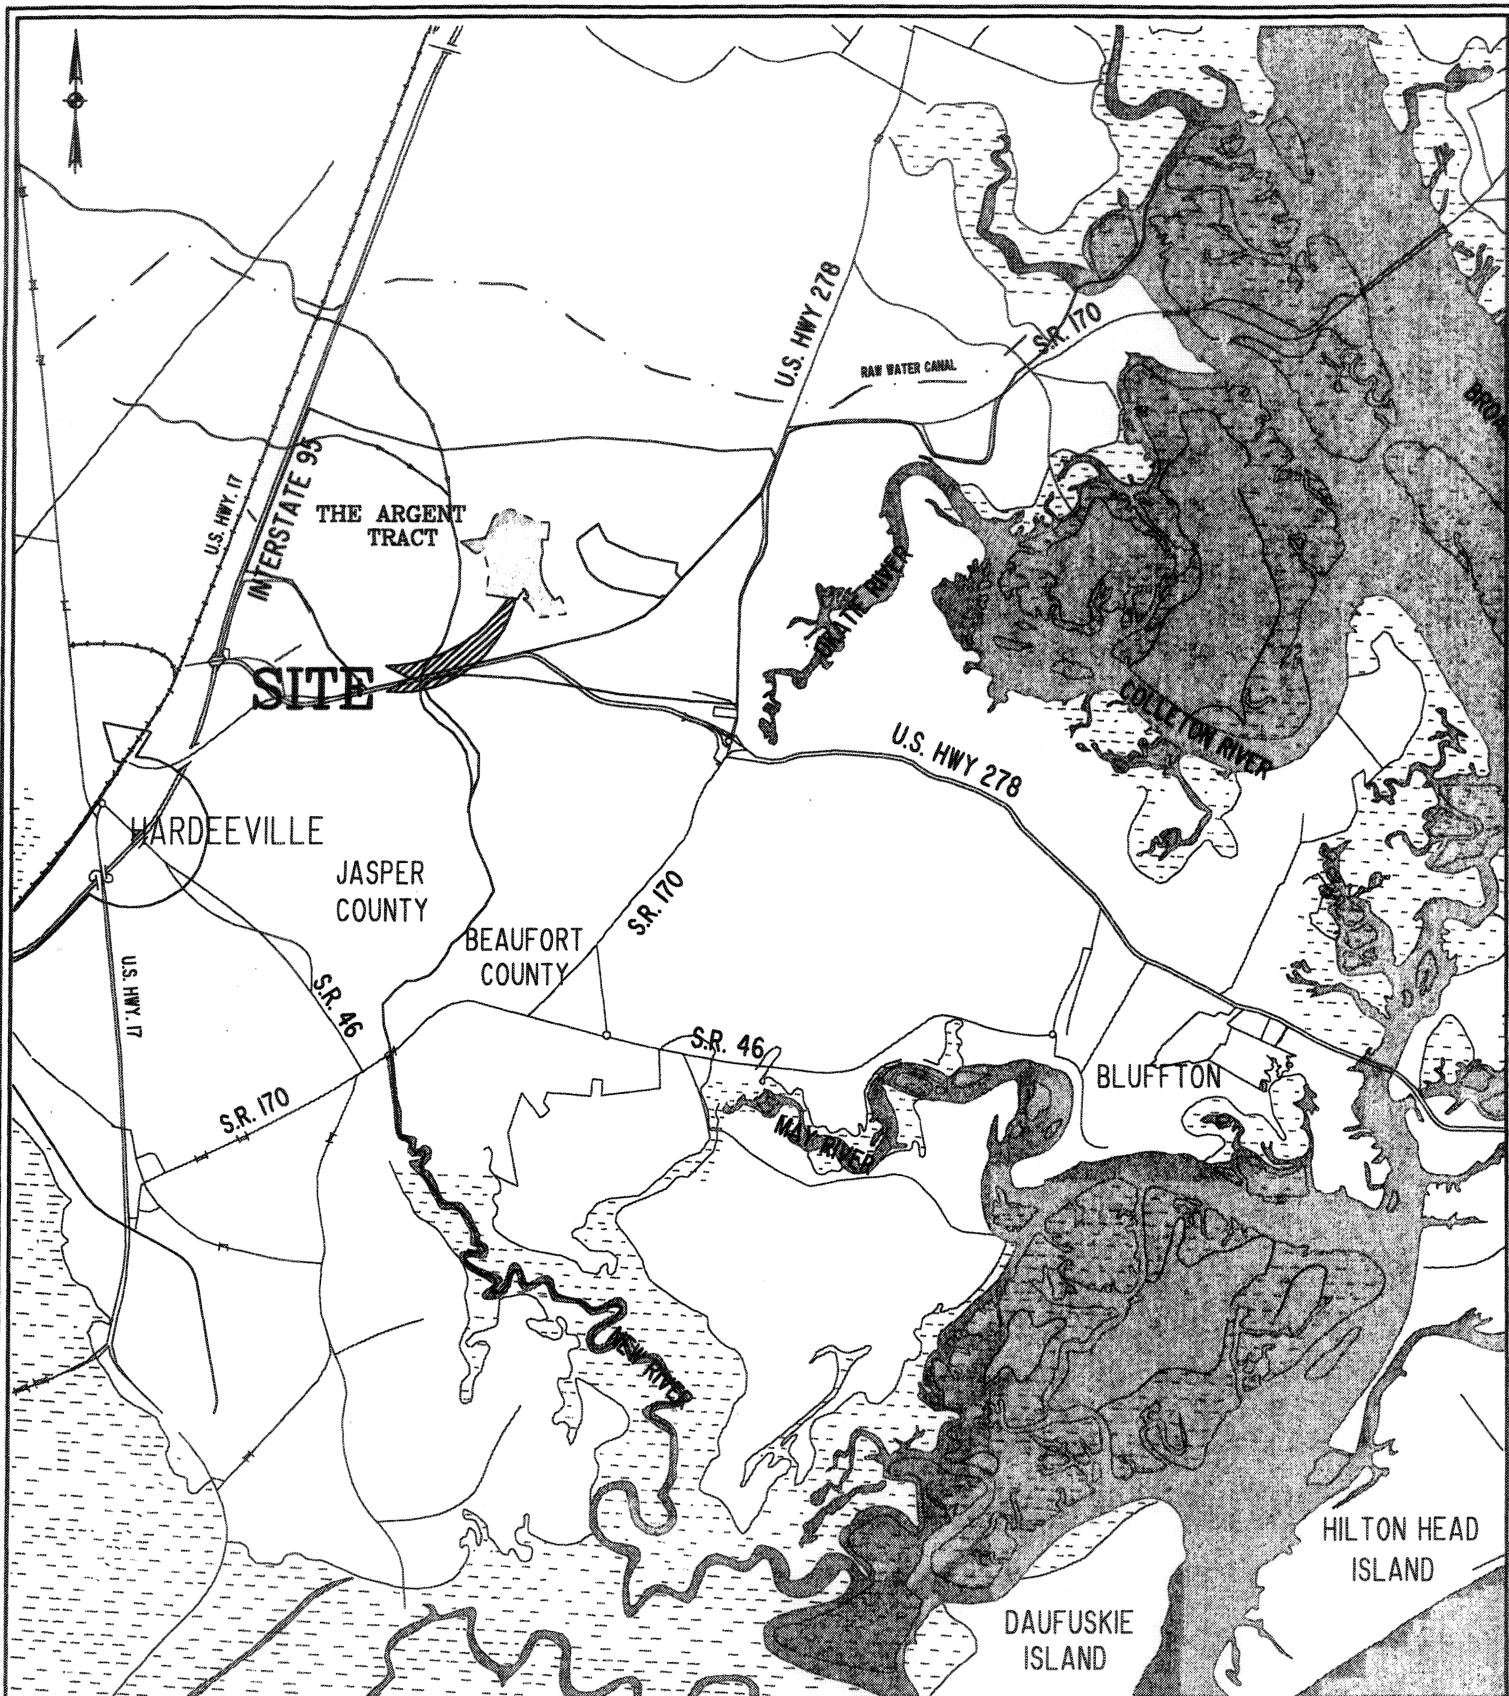 U.S. HWY 278
S.R. 170
RAW WATER CANAL
U.S. HWY. 17
INTERSTATE 95
THE ARGENT
TRACT
OKATIE RIVER
SITE
COLLETON RIVER
U.S. HWY 278
HARDEEVILLE
JASPER
COUNTY
S.R. 170
BEAUFORT
COUNTY
U.S. HWY. 17
S.R. 46
S.R. 46
BLUFFTON
S.R. 170
MAY RIVER
NEW RIVER
HILTON HEAD
ISLAND
DAUFUSKIE
ISLAND